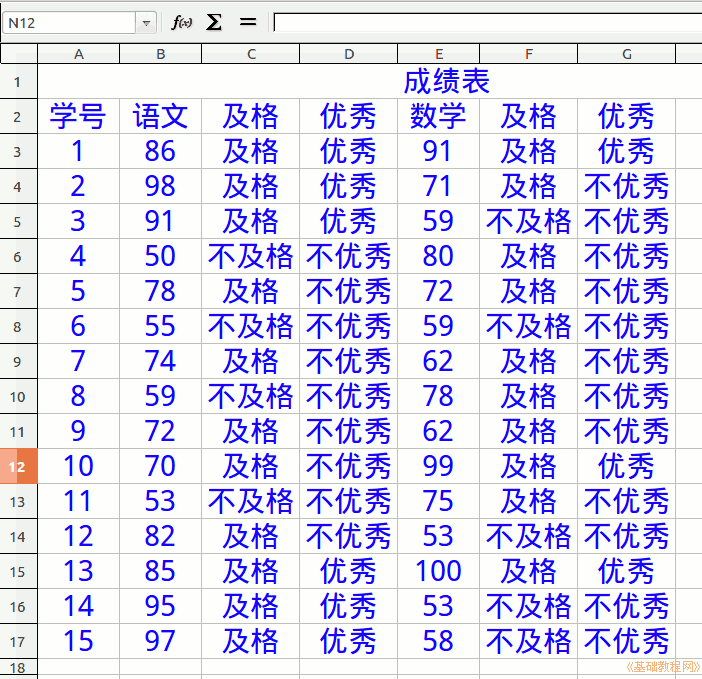 N12 f(x) Σ =
A B C D E F G
1 成绩表
2 学号 语文 及格 优秀 数学 及格 优秀
3 1 86 及格 优秀 91 及格 优秀
4 2 98 及格 优秀 71 及格 不优秀
5 3 91 及格 优秀 59 不及格 不优秀
6 4 50 不及格 不优秀 80 及格 不优秀
7 5 78 及格 不优秀 72 及格 不优秀
8 6 55 不及格 不优秀 59 不及格 不优秀
9 7 74 及格 不优秀 62 及格 不优秀
10 8 59 不及格 不优秀 78 及格 不优秀
11 9 72 及格 不优秀 62 及格 不优秀
12 10 70 及格 不优秀 99 及格 优秀
13 11 53 不及格 不优秀 75 及格 不优秀
14 12 82 及格 不优秀 53 不及格 不优秀
15 13 85 及格 优秀 100 及格 优秀
16 14 95 及格 优秀 53 不及格 不优秀
17 15 97 及格 优秀 58 不及格 不优秀
18
《基础教程网》